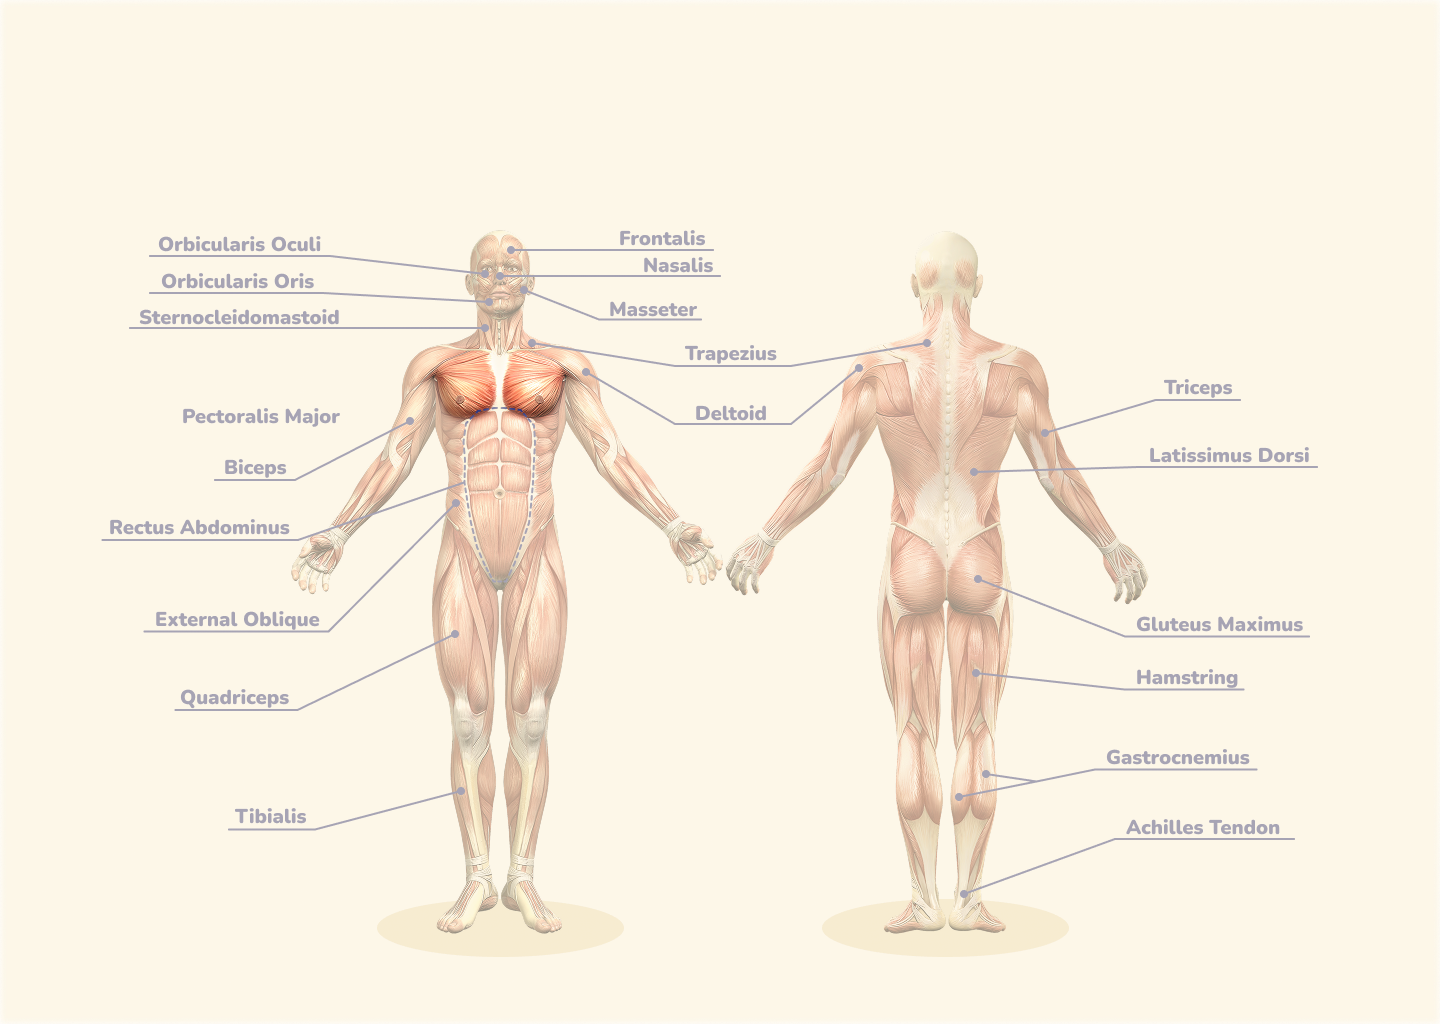 Orbicularis Oculi
Orbicularis Oris
Sternocleidomastoid
Pectoralis Major
Biceps
Rectus Abdominus
External Oblique
Quadriceps
Tibialis
Frontalis
Nasalis
Masseter
Trapezius
Deltoid
Triceps
Latissimus Dorsi
Gluteus Maximus
Hamstring
Gastrocnemius
Achilles Tendon